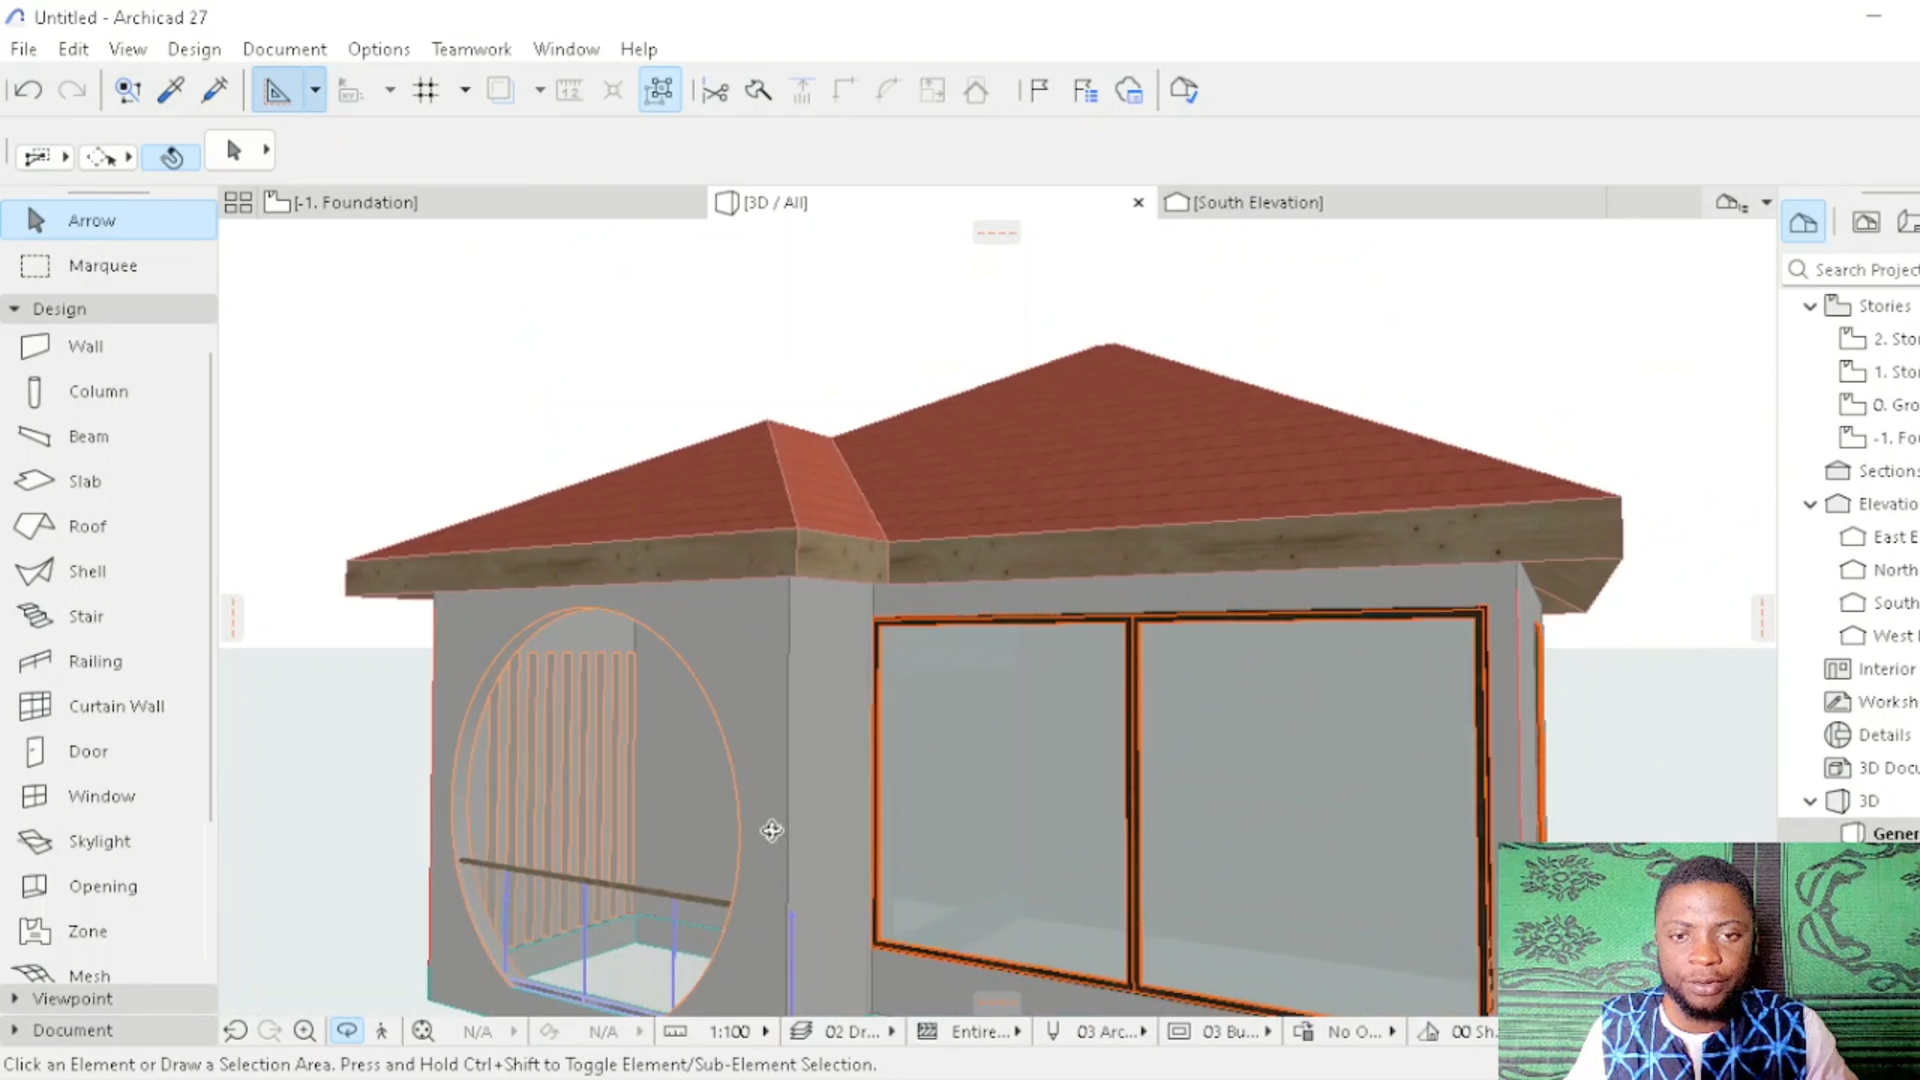 Untitled - Archicad 27
File Edit View Design Document Options Teamwork Window Help
[-1. Foundation]
[3D / All]
[South Elevation]
Arrow
Marquee
Design
Wall
Column
Beam
Slab
Roof
Shell
Stair
Railing
Curtain Wall
Door
Window
Skylight
Opening
Zone
Mesh
Viewpoint
Document
Search Project
Stories
2. Sto
1. Sto
0. Gro
-1. Fo
Sections
Elevatio
East E
North
South
West
Interior
Worksh
Details
3D Docu
3D
Gener
N/A N/A 1:100 02 Dr... Entire... 03 Arc... 03 Bu... No O... 00 Sh
Click an Element or Draw a Selection Area. Press and Hold Ctrl+Shift to Toggle Element/Sub-Element Selection.